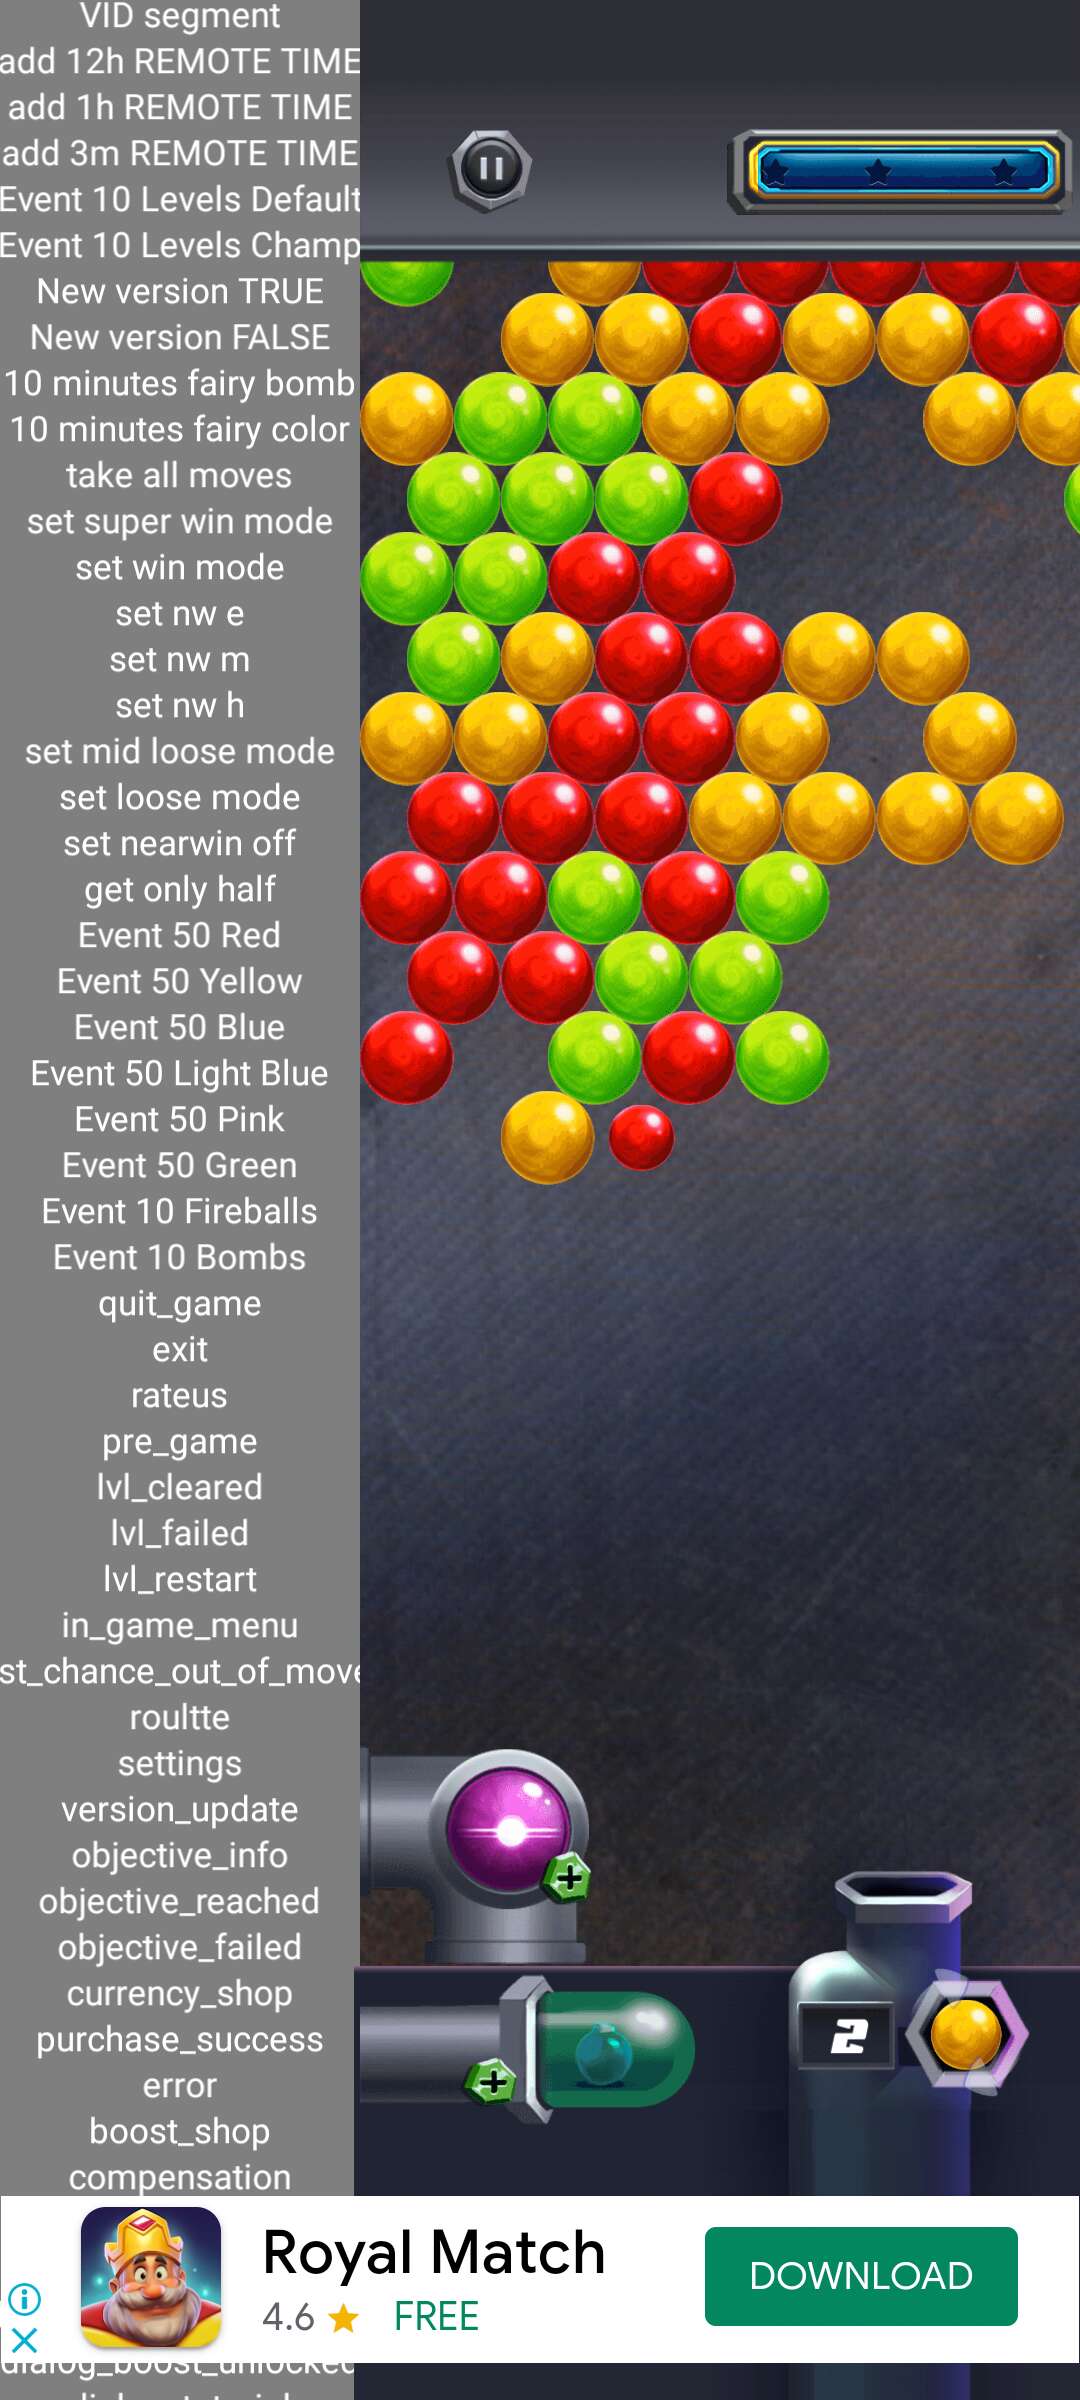 VID segment
add 12h REMOTE TIME
add 1h REMOTE TIME
add 3m REMOTE TIME
Event 10 Levels Default
Event 10 Levels Champ
New version TRUE
New version FALSE
10 minutes fairy bomb
10 minutes fairy color
take all moves
set super win mode
set win mode
set nw e
set nw m
set nw h
set mid loose mode
set loose mode
set nearwin off
get only half
Event 50 Red
Event 50 Yellow
Event 50 Blue
Event 50 Light Blue
Event 50 Pink
Event 50 Green
Event 10 Fireballs
Event 10 Bombs
quit_game
exit
rateus
pre_game
lvl_cleared
lvl_failed
lvl_restart
in_game_menu
st_chance_out_of_move
roultte
settings
version_update
objective_info
objective_reached
objective_failed
currency_shop
purchase_success
error
boost_shop
compensation
2
Royal Match
4.6 ★ FREE
DOWNLOAD
dialog_boost_unlocked